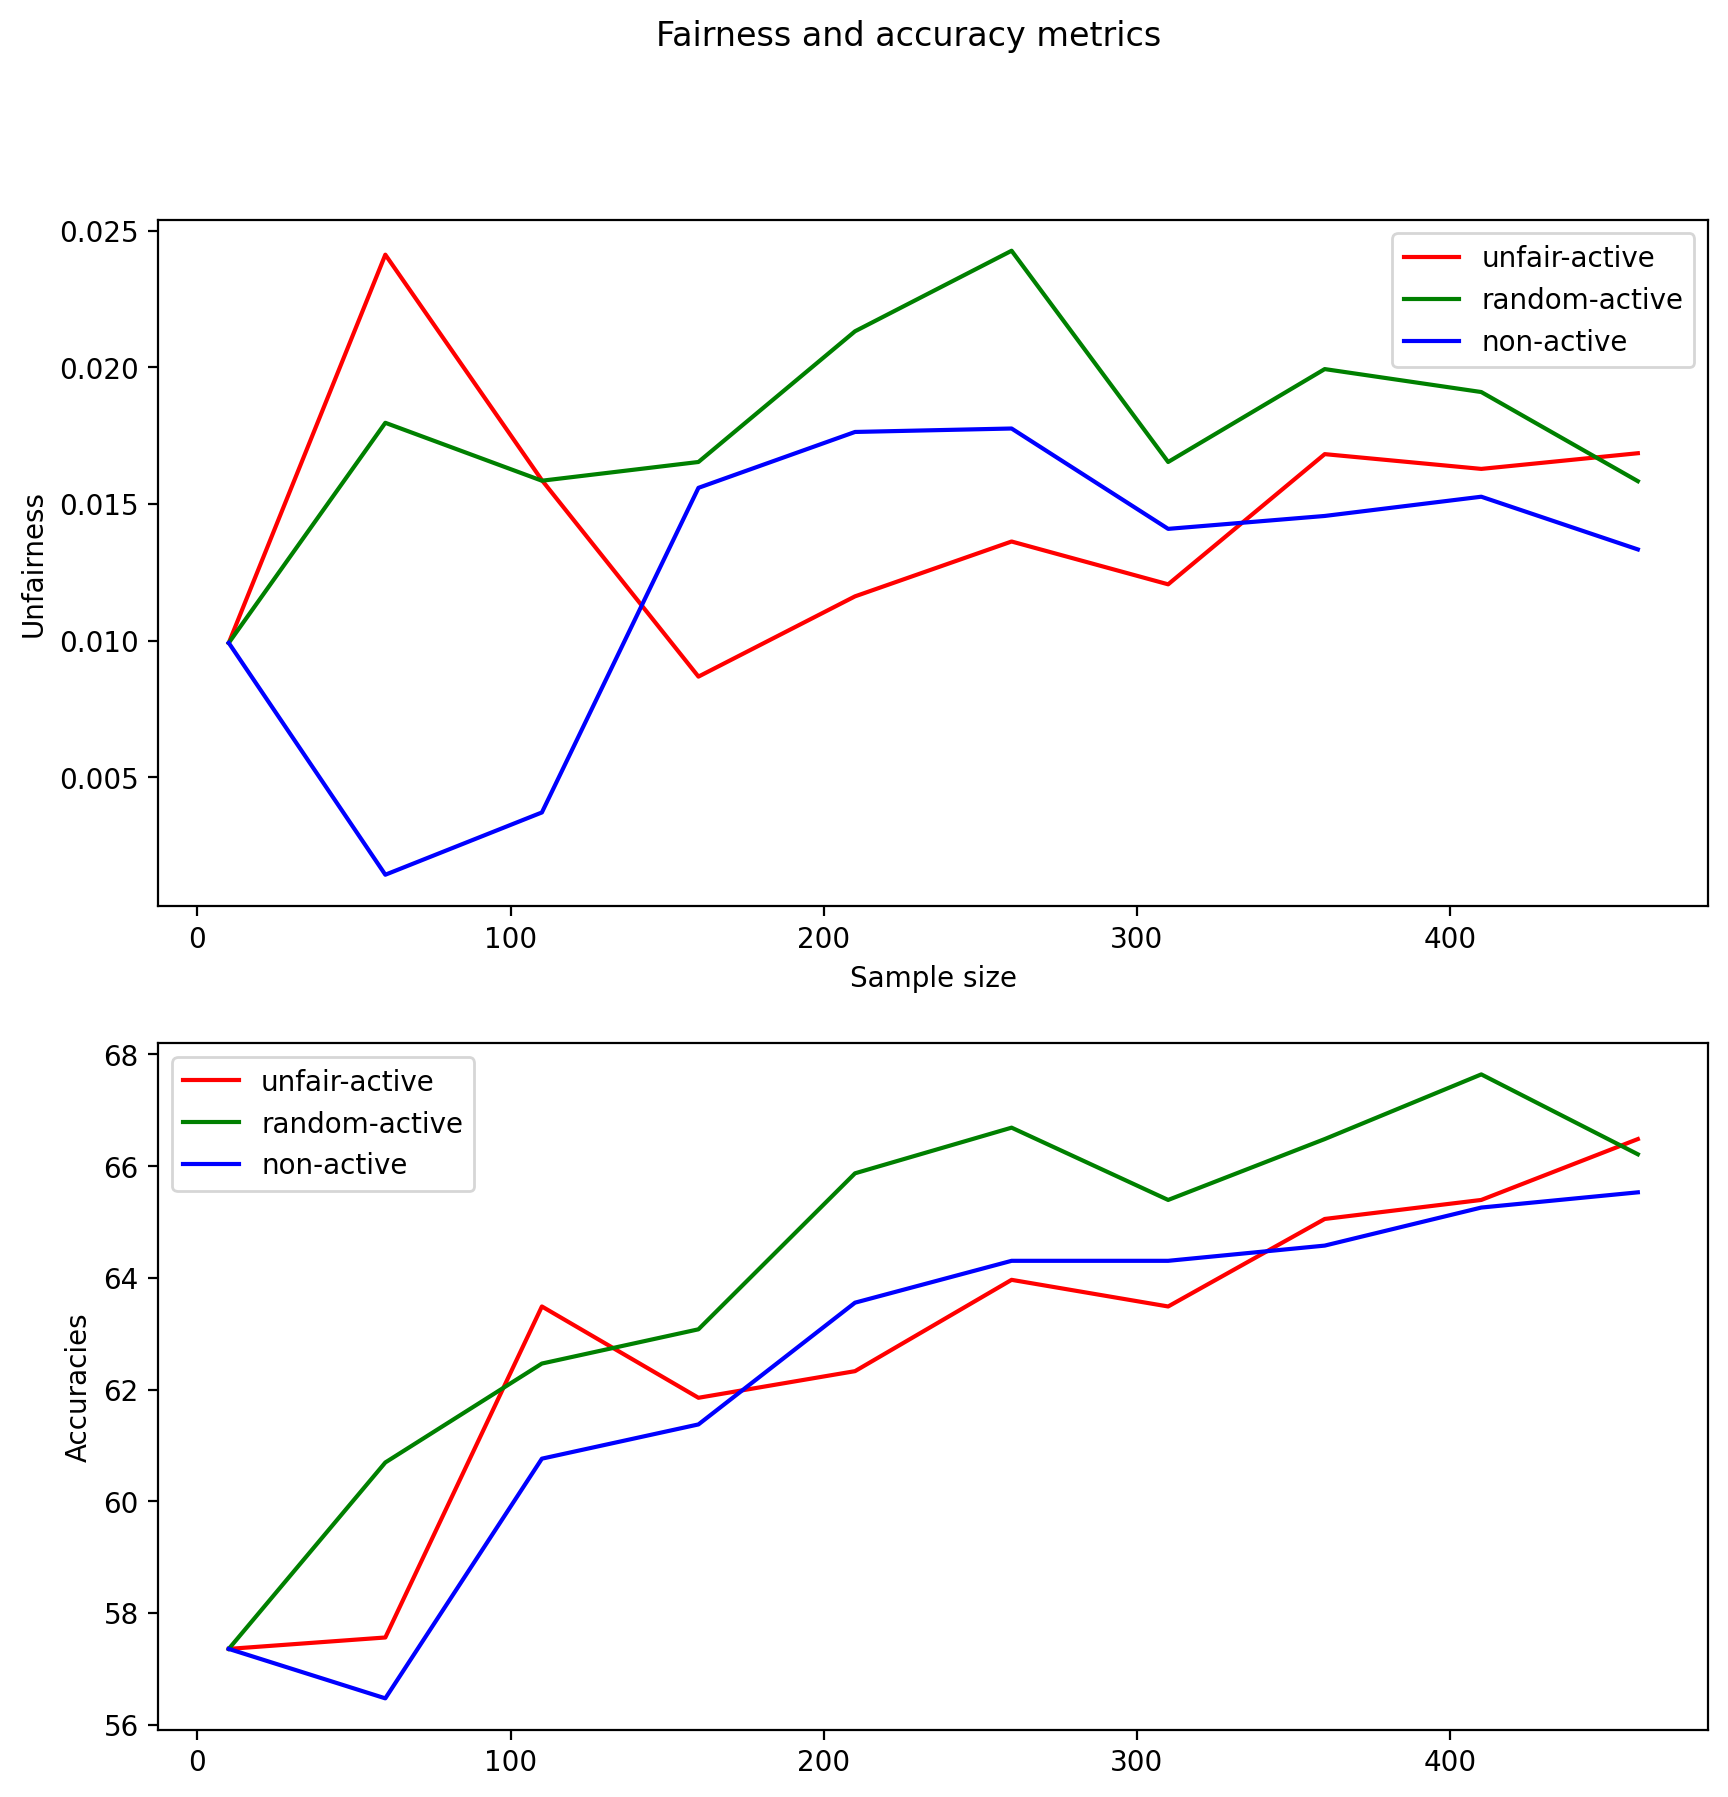 Fairness and accuracy metrics
0.025
0.020
0.015
0.010
0.005
Unfairness
unfair-active
random-active
non-active
0 100 200 300 400
Sample size
68
66
64
62
60
58
56
Accuracies
unfair-active
random-active
non-active
0 100 200 300 400